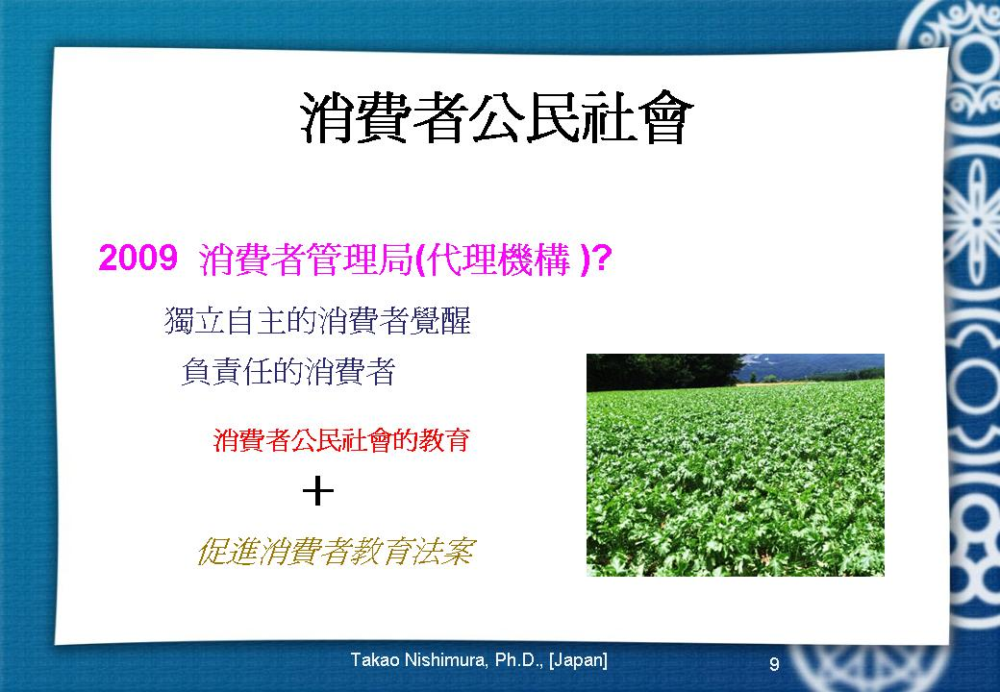 消費者公民社會
2009 消費者管理局(代理機構 )?
獨立自主的消費者覺醒
負責任的消費者
消費者公民社會的教育
＋
促進消費者教育法案
Takao Nishimura, Ph.D., [Japan]
9